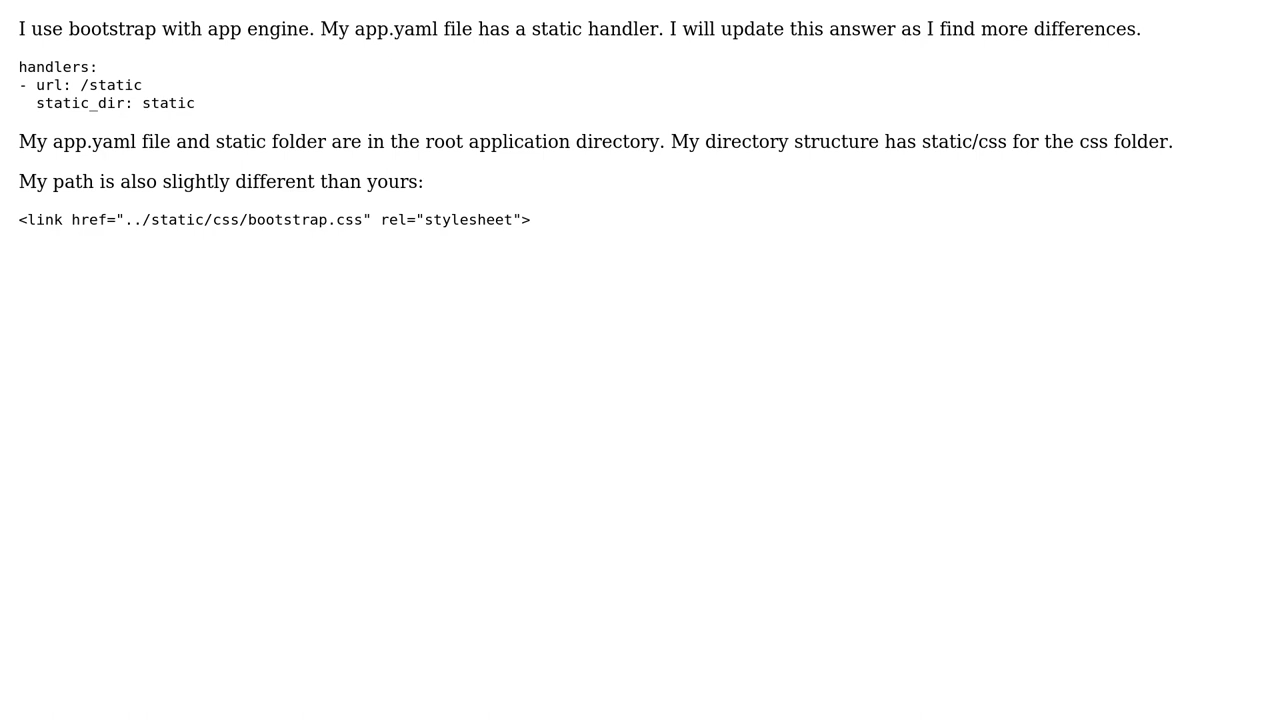 I use bootstrap with app engine. My app.yaml file has a static handler. I will update this answer as I find more differences.
handlers:
- url: /static
  static_dir: static
My app.yaml file and static folder are in the root application directory. My directory structure has static/css for the css folder.
My path is also slightly different than yours:
<link href="../static/css/bootstrap.css" rel="stylesheet">